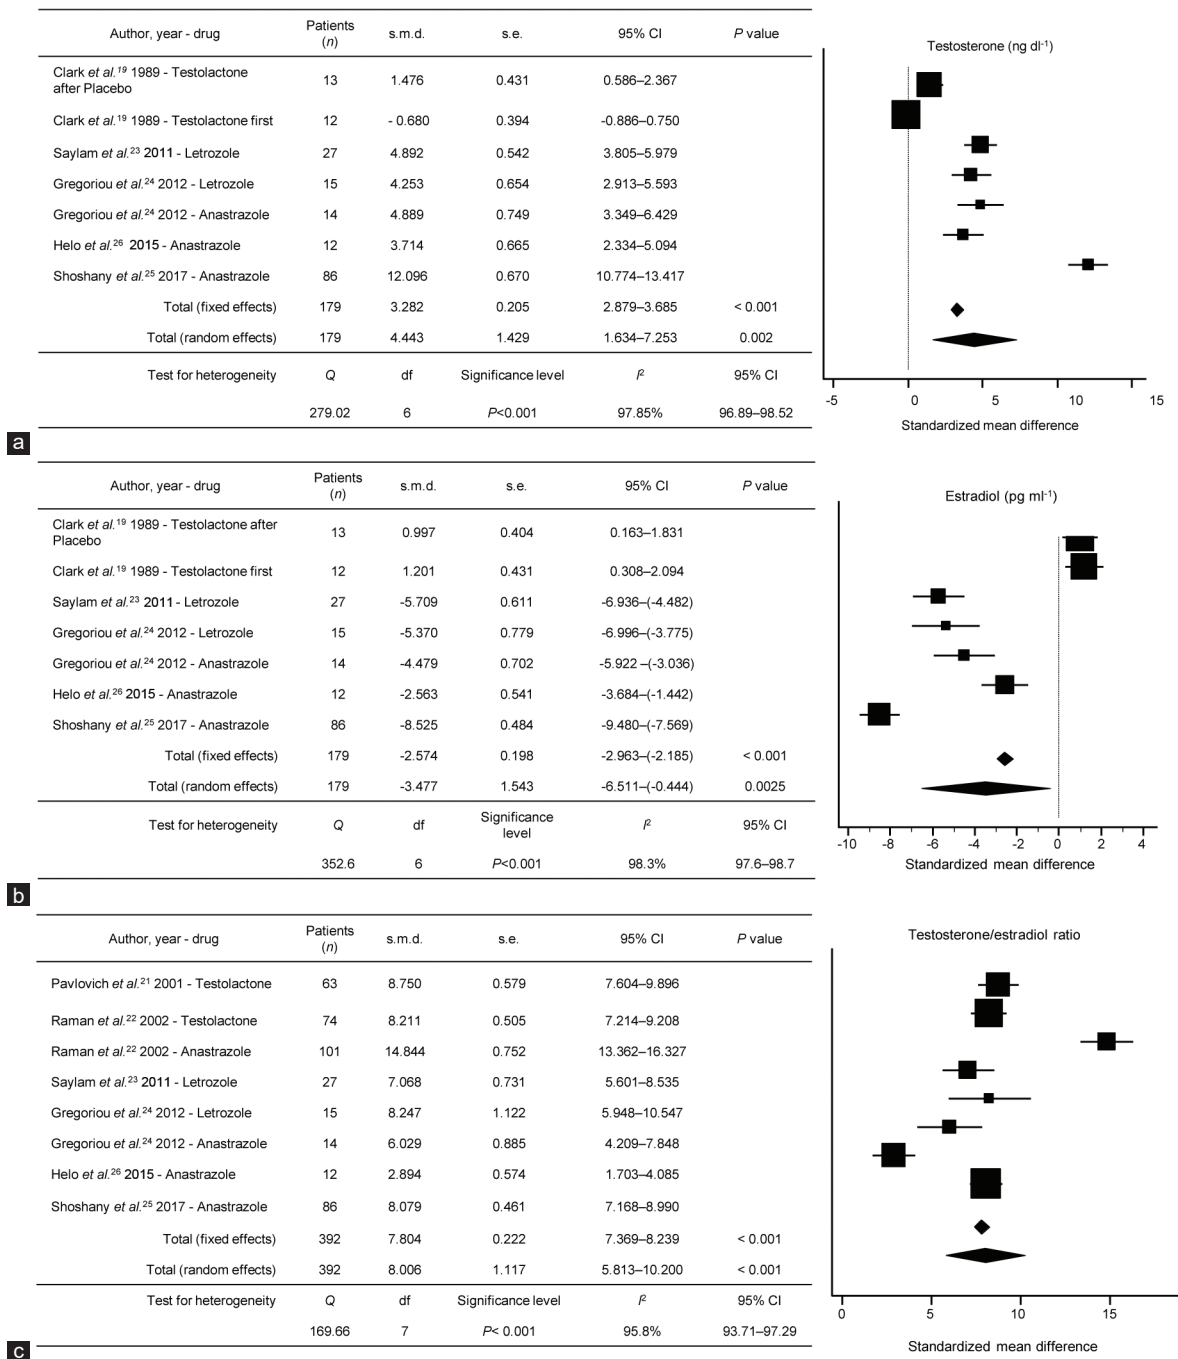 Author, year - drug Patients (n) s.m.d. s.e. 95% CI P value
Clark et al.19 1989 - Testolactone after Placebo 13 1.476 0.431 0.586–2.367
Clark et al.19 1989 - Testolactone first 12 - 0.680 0.394 -0.886–0.750
Saylam et al.23 2011 - Letrozole 27 4.892 0.542 3.805–5.979
Gregoriou et al.24 2012 - Letrozole 15 4.253 0.654 2.913–5.593
Gregoriou et al.24 2012 - Anastrazole 14 4.889 0.749 3.349–6.429
Helo et al.26 2015 - Anastrazole 12 3.714 0.665 2.334–5.094
Shoshany et al.25 2017 - Anastrazole 86 12.096 0.670 10.774–13.417
Total (fixed effects) 179 3.282 0.205 2.879–3.685 < 0.001
Total (random effects) 179 4.443 1.429 1.634–7.253 0.002
Test for heterogeneity Q df Significance level I2 95% CI
279.02 6 P<0.001 97.85% 96.89–98.52
Testosterone (ng dl-1)
-5 0 5 10 15
Standardized mean difference
a
Author, year - drug Patients (n) s.m.d. s.e. 95% CI P value
Clark et al.19 1989 - Testolactone after Placebo 13 0.997 0.404 0.163–1.831
Clark et al.19 1989 - Testolactone first 12 1.201 0.431 0.308–2.094
Saylam et al.23 2011 - Letrozole 27 -5.709 0.611 -6.936–(-4.482)
Gregoriou et al.24 2012 - Letrozole 15 -5.370 0.779 -6.996–(-3.775)
Gregoriou et al.24 2012 - Anastrazole 14 -4.479 0.702 -5.922 –(-3.036)
Helo et al.26 2015 - Anastrazole 12 -2.563 0.541 -3.684–(-1.442)
Shoshany et al.25 2017 - Anastrazole 86 -8.525 0.484 -9.480–(-7.569)
Total (fixed effects) 179 -2.574 0.198 -2.963–(-2.185) < 0.001
Total (random effects) 179 -3.477 1.543 -6.511–(-0.444) 0.0025
Test for heterogeneity Q df Significance level I2 95% CI
352.6 6 P<0.001 98.3% 97.6–98.7
Estradiol (pg ml-1)
-10 -8 -6 -4 -2 0 2 4
Standardized mean difference
b
Author, year - drug Patients (n) s.m.d. s.e. 95% CI P value
Pavlovich et al.21 2001 - Testolactone 63 8.750 0.579 7.604–9.896
Raman et al.22 2002 - Testolactone 74 8.211 0.505 7.214–9.208
Raman et al.22 2002 - Anastrazole 101 14.844 0.752 13.362–16.327
Saylam et al.23 2011 - Letrozole 27 7.068 0.731 5.601–8.535
Gregoriou et al.24 2012 - Letrozole 15 8.247 1.122 5.948–10.547
Gregoriou et al.24 2012 - Anastrazole 14 6.029 0.885 4.209–7.848
Helo et al.26 2015 - Anastrazole 12 2.894 0.574 1.703–4.085
Shoshany et al.25 2017 - Anastrazole 86 8.079 0.461 7.168–8.990
Total (fixed effects) 392 7.804 0.222 7.369–8.239 < 0.001
Total (random effects) 392 8.006 1.117 5.813–10.200 < 0.001
Test for heterogeneity Q df Significance level I2 95% CI
169.66 7 P< 0.001 95.8% 93.71–97.29
Testosterone/estradiol ratio
0 5 10 15
Standardized mean difference
c